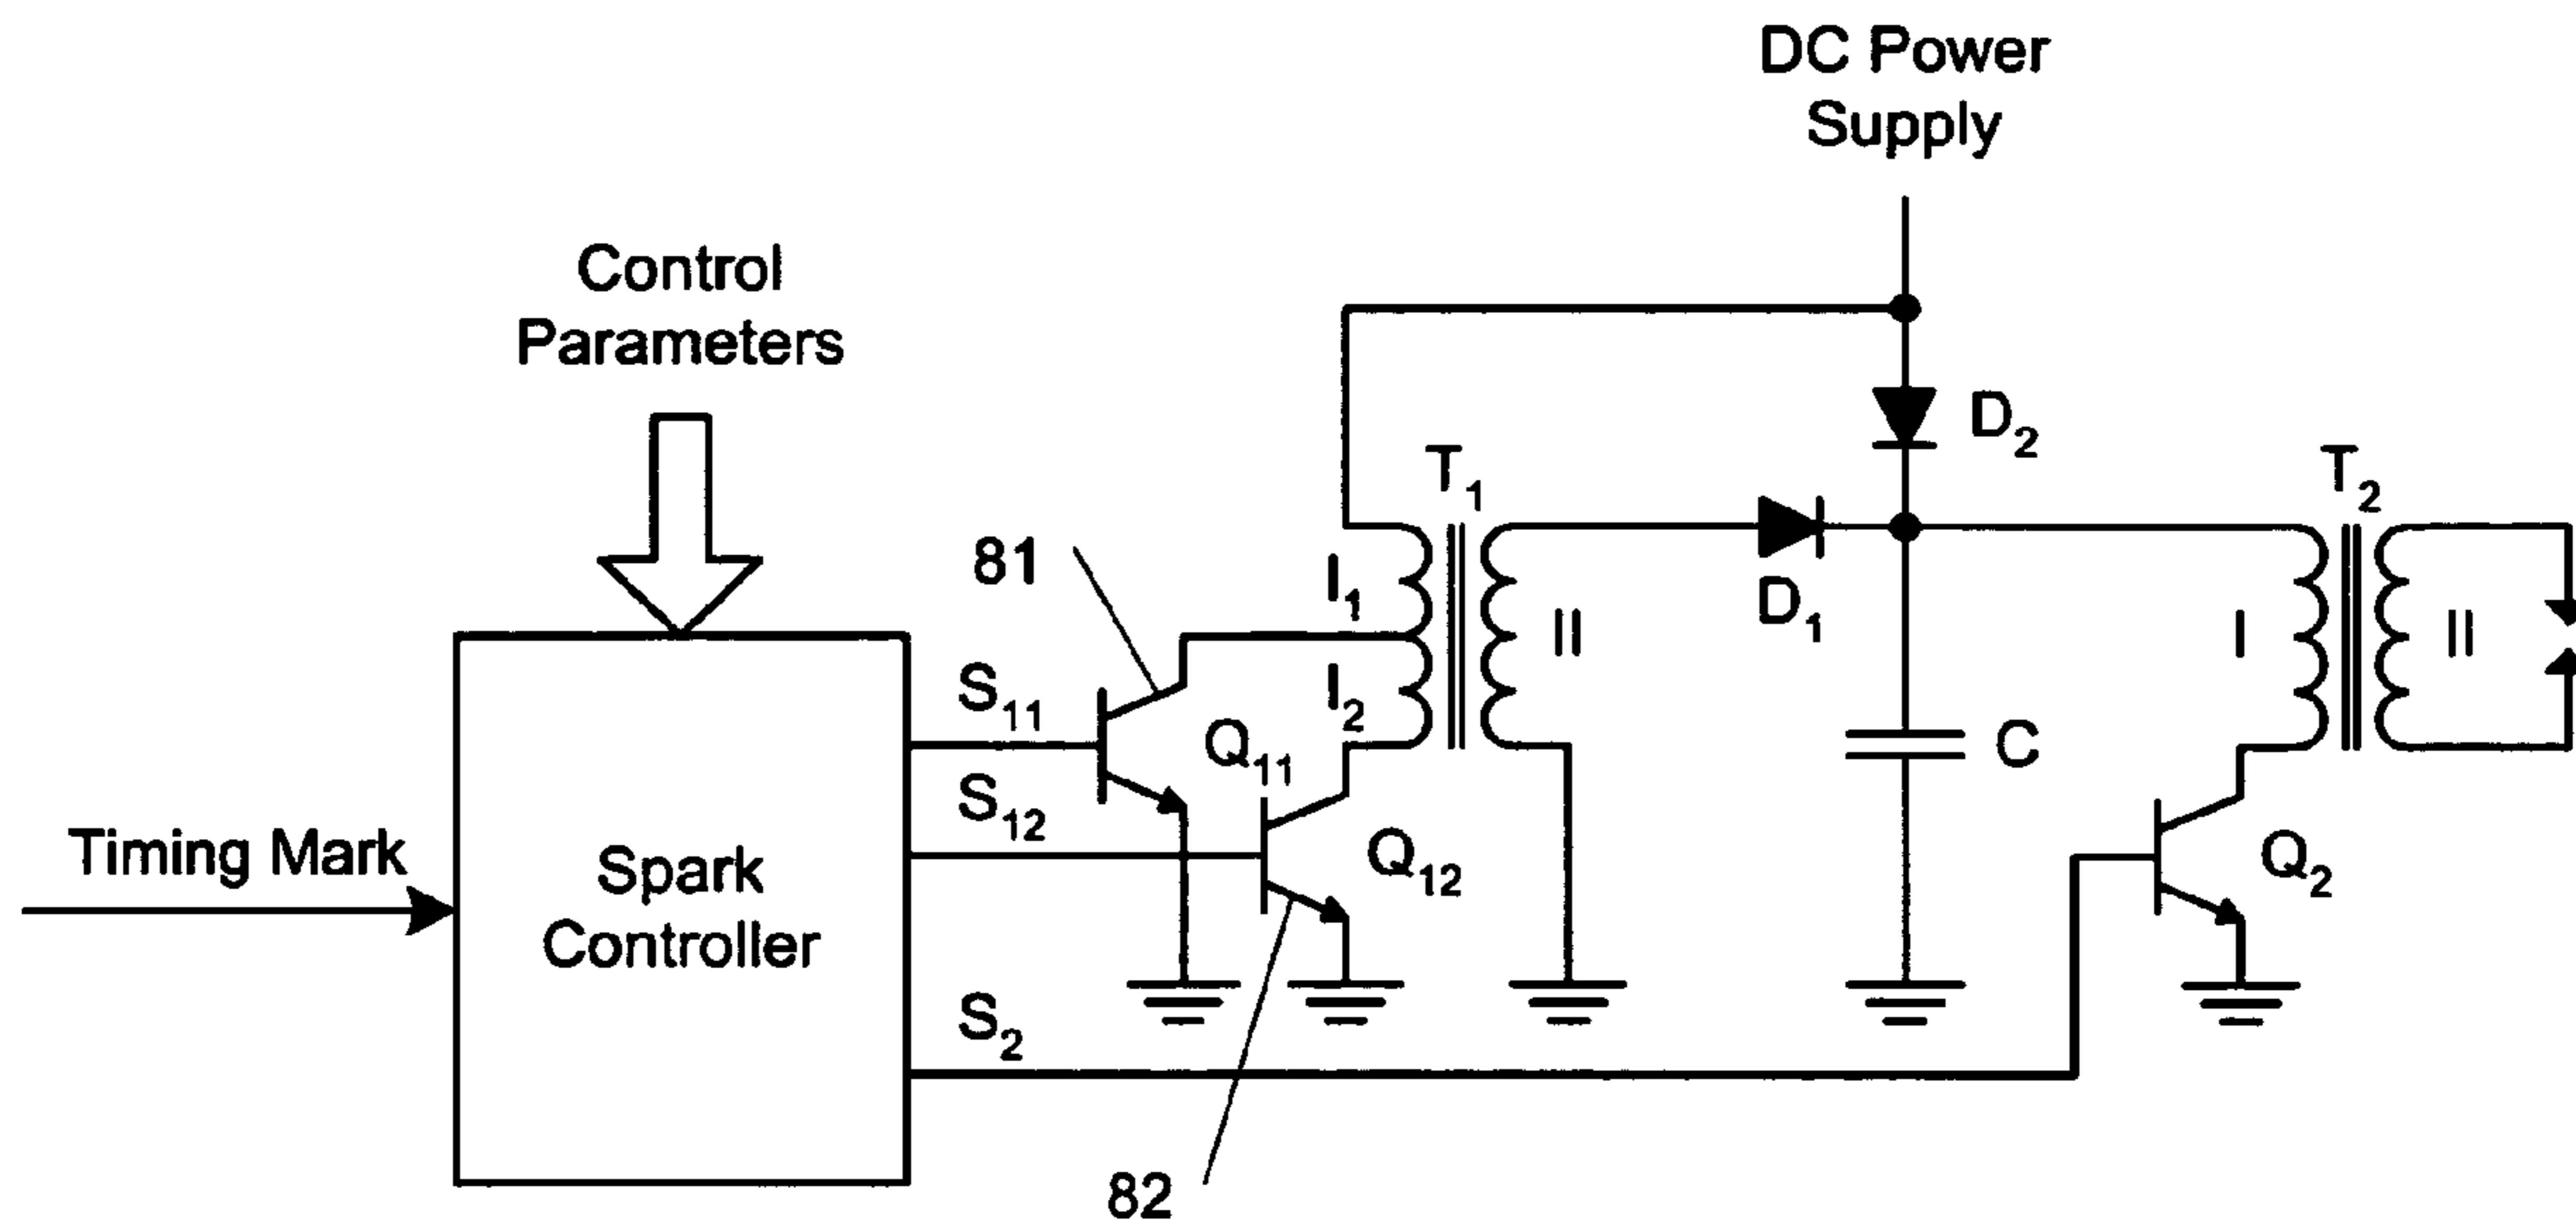 DC Power
Supply
Control
Parameters
D₂
T₁
T₂
81
I₁
D₁
II
I
II
S₁₁
I₂
Q₁₁
C
S₁₂
Timing Mark
Spark
Controller
Q₁₂
Q₂
S₂
82